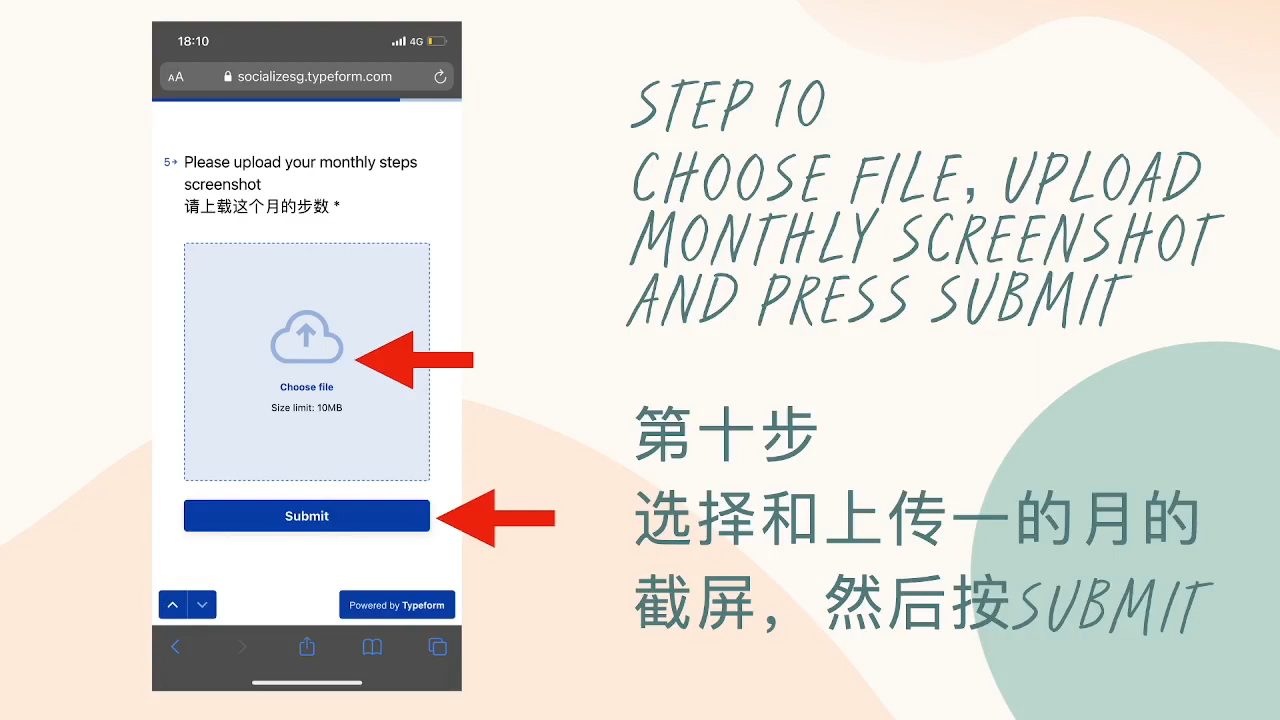 18:10
4G
AA
socializesg.typeform.com
5
Please upload your monthly steps
screenshot
请上载这个月的步数 *
Choose file
Size limit: 10MB
Submit
Powered by Typeform
STEP 10
CHOOSE FILE, UPLOAD
MONTHLY SCREENSHOT
AND PRESS SUBMIT
第十步
选择和上传一的月的
截屏，然后按SUBMIT